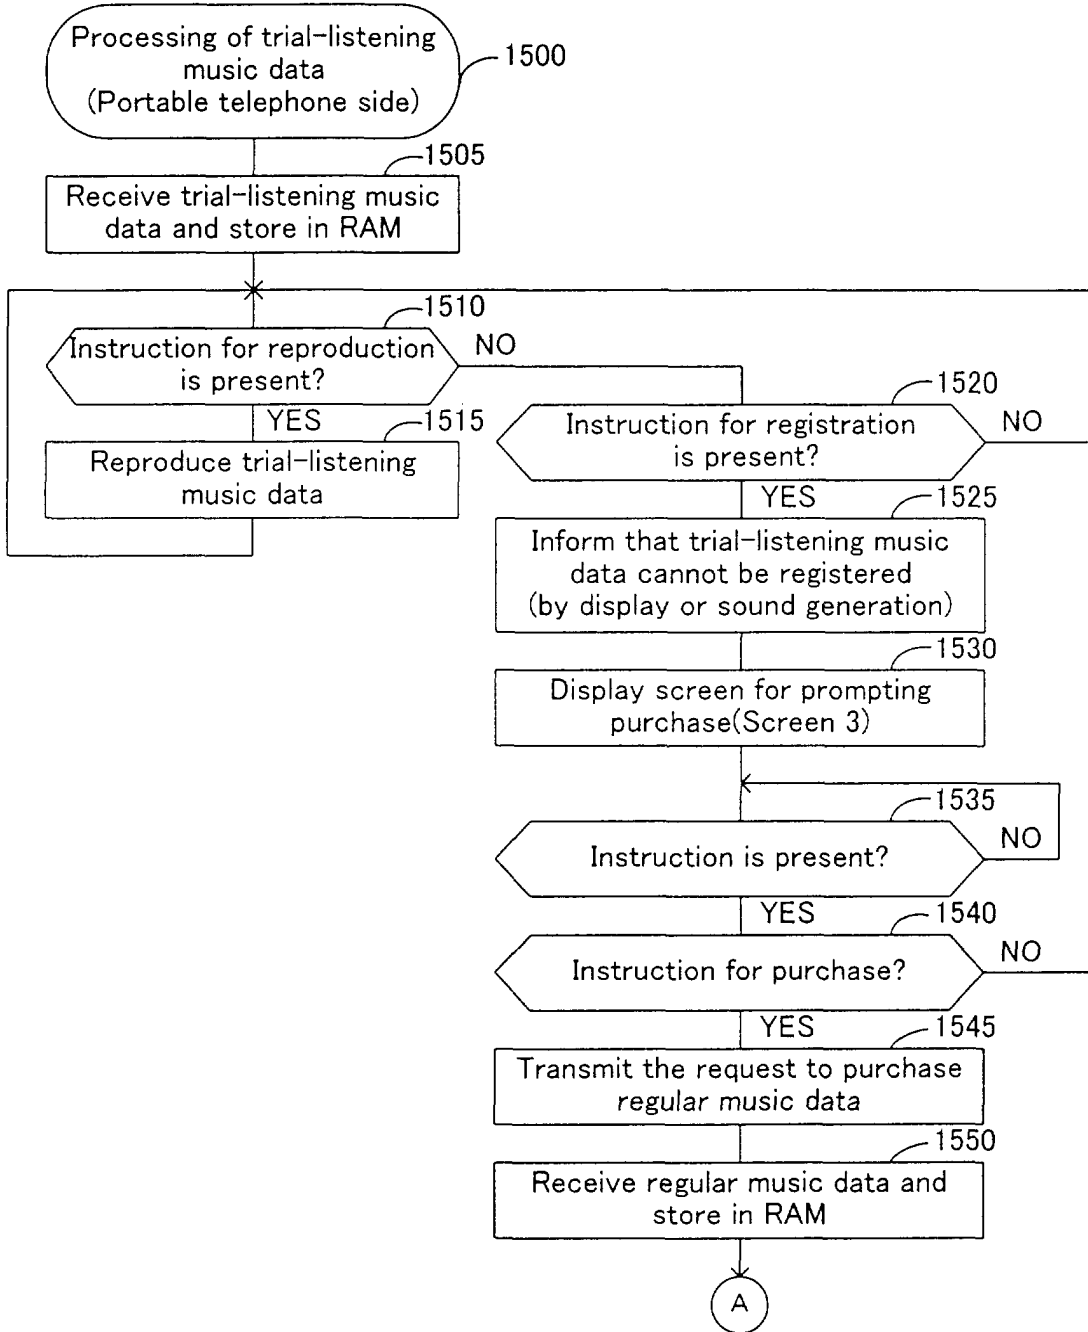 Processing of trial-listening
music data
(Portable telephone side)
1500
1505
Receive trial-listening music
data and store in RAM
1510
Instruction for reproduction
is present?
NO
YES
1515
Reproduce trial-listening
music data
1520
Instruction for registration
is present?
NO
YES
1525
Inform that trial-listening music
data cannot be registered
(by display or sound generation)
1530
Display screen for prompting
purchase(Screen 3)
1535
Instruction is present?
NO
YES
1540
Instruction for purchase?
NO
YES
1545
Transmit the request to purchase
regular music data
1550
Receive regular music data and
store in RAM
A